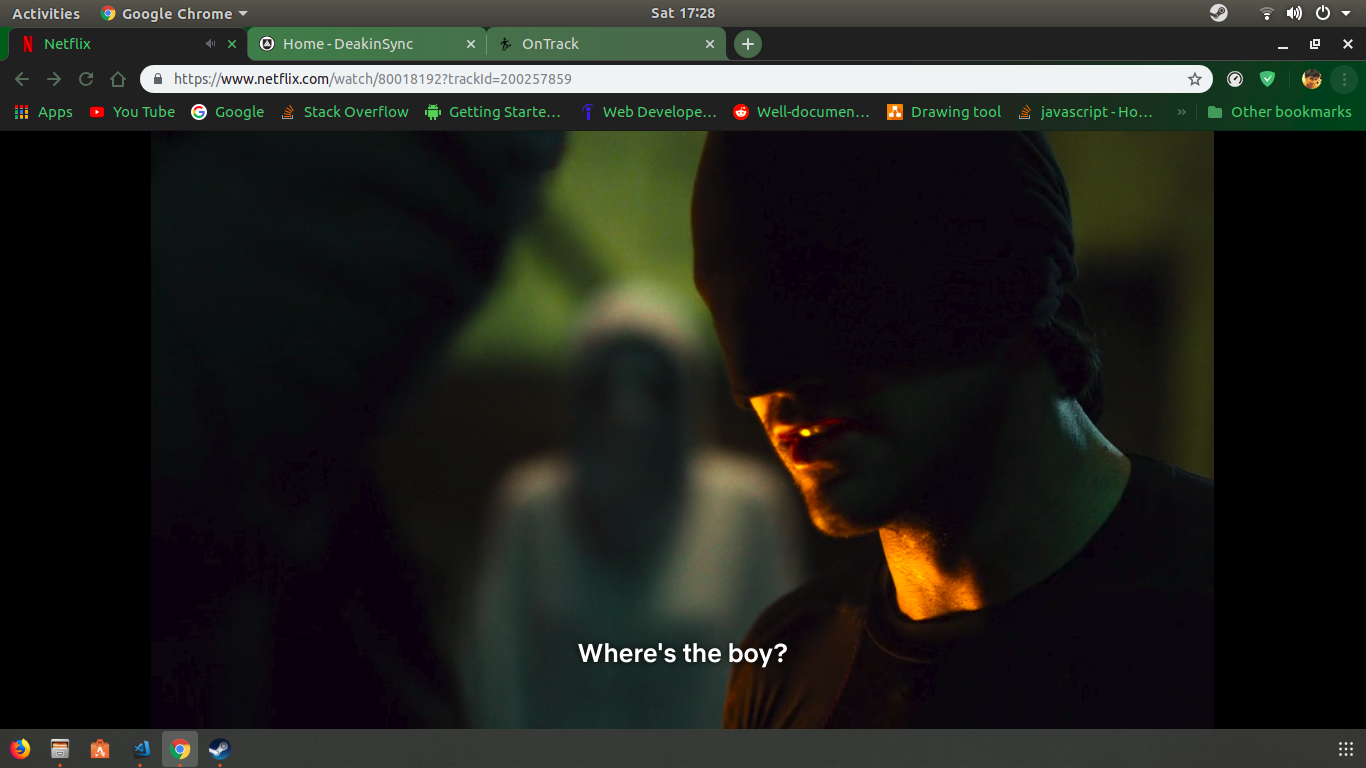 Activities Google Chrome Sat 17:28
Netflix Home - DeakinSync OnTrack
https://www.netflix.com/watch/80018192?trackId=200257859
Apps You Tube Google Stack Overflow Getting Starte... Web Develope... Well-documen... Drawing tool javascript - Ho... » Other bookmarks
Where's the boy?